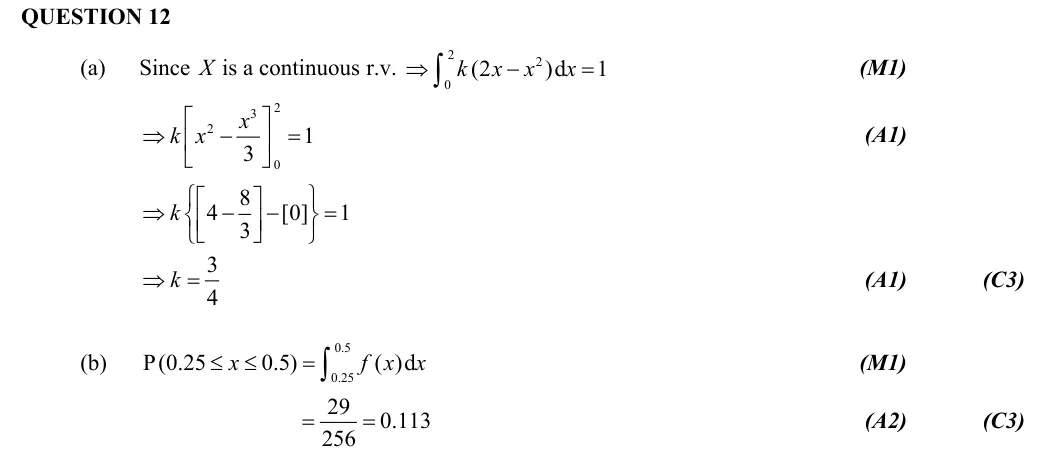 QUESTION 12
(a) Since X is a continuous r.v. ⇒ ∫₀² k(2x − x²)dx = 1 (M1)
⇒ k[x² − x³/3]₀² = 1 (A1)
⇒ k{[4 − 8/3] − [0]} = 1
⇒ k = 3/4 (A1) (C3)
(b) P(0.25 ≤ x ≤ 0.5) = ∫_{0.25}^{0.5} f(x)dx (M1)
= 29/256 = 0.113 (A2) (C3)